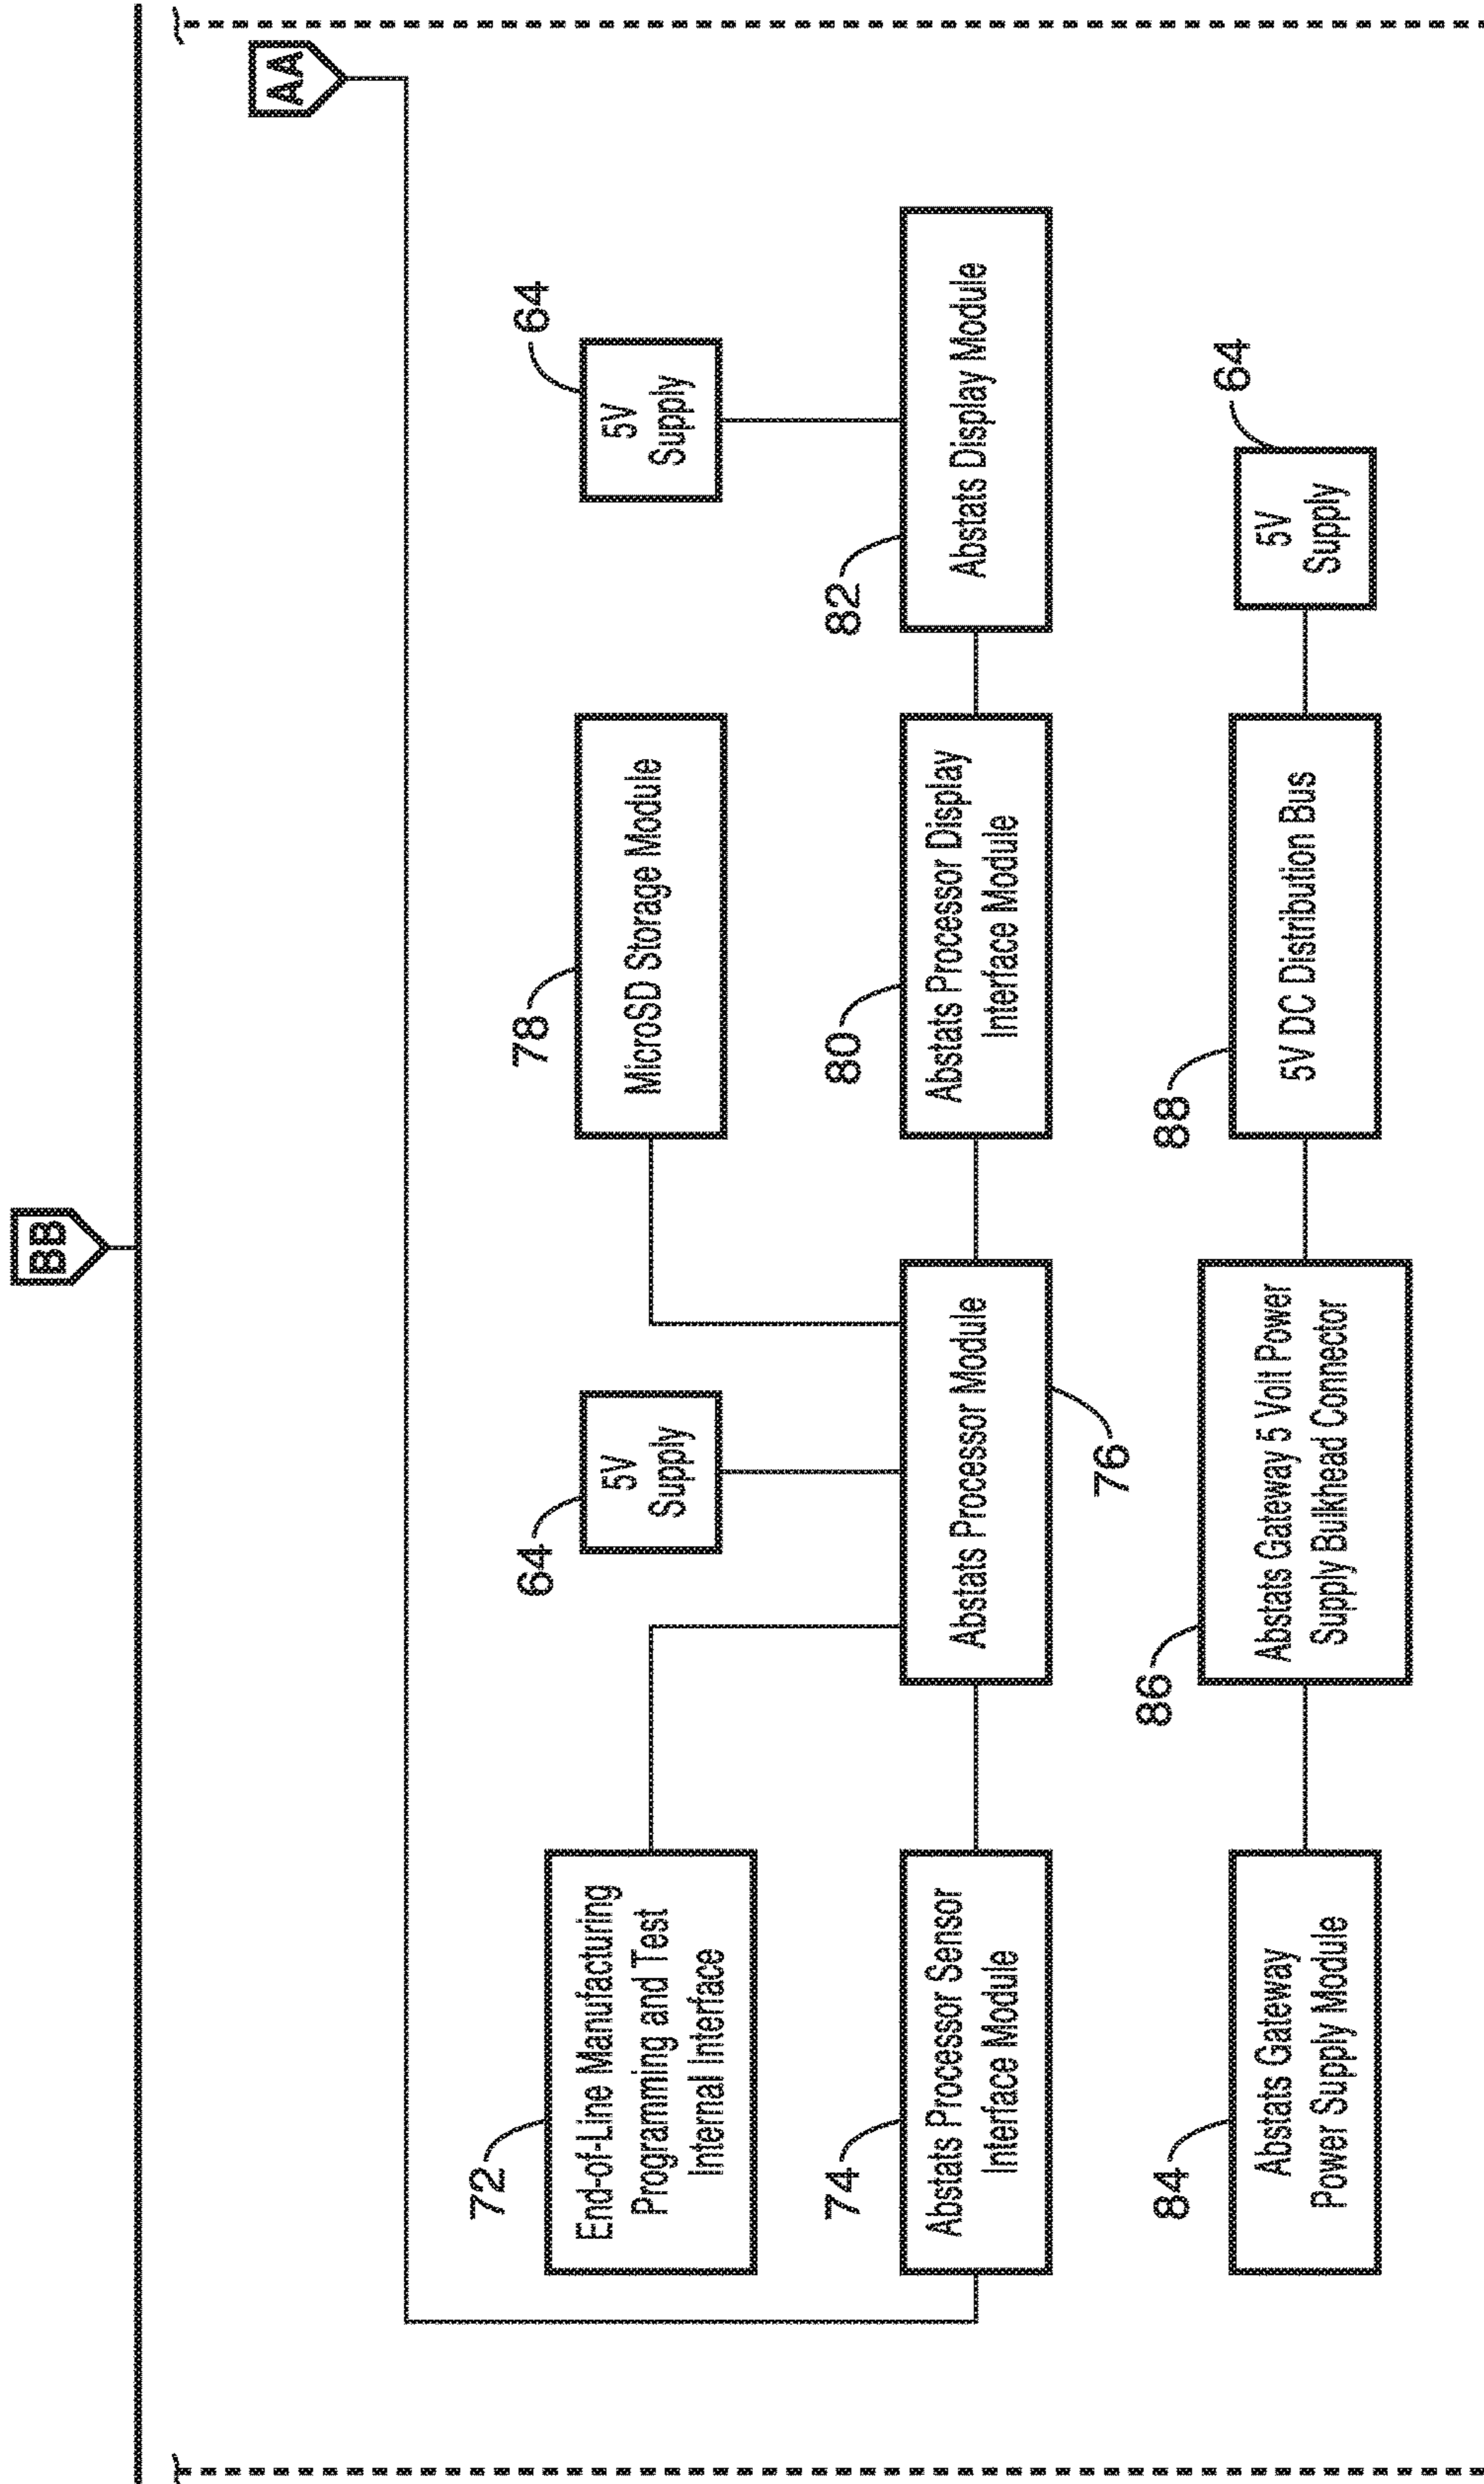 BB
AA
72
End-of-Line Manufacturing
Programming and Test
Internal Interface
64
5V
Supply
78
MicroSD Storage Module
64
5V
Supply
74
Abstats Processor Sensor
Interface Module
Abstats Processor Module
76
80
Abstats Processor Display
Interface Module
82
Abstats Display Module
84
Abstats Gateway
Power Supply Module
86
Abstats Gateway 5 Volt Power
Supply Bulkhead Connector
88
5V DC Distribution Bus
64
5V
Supply